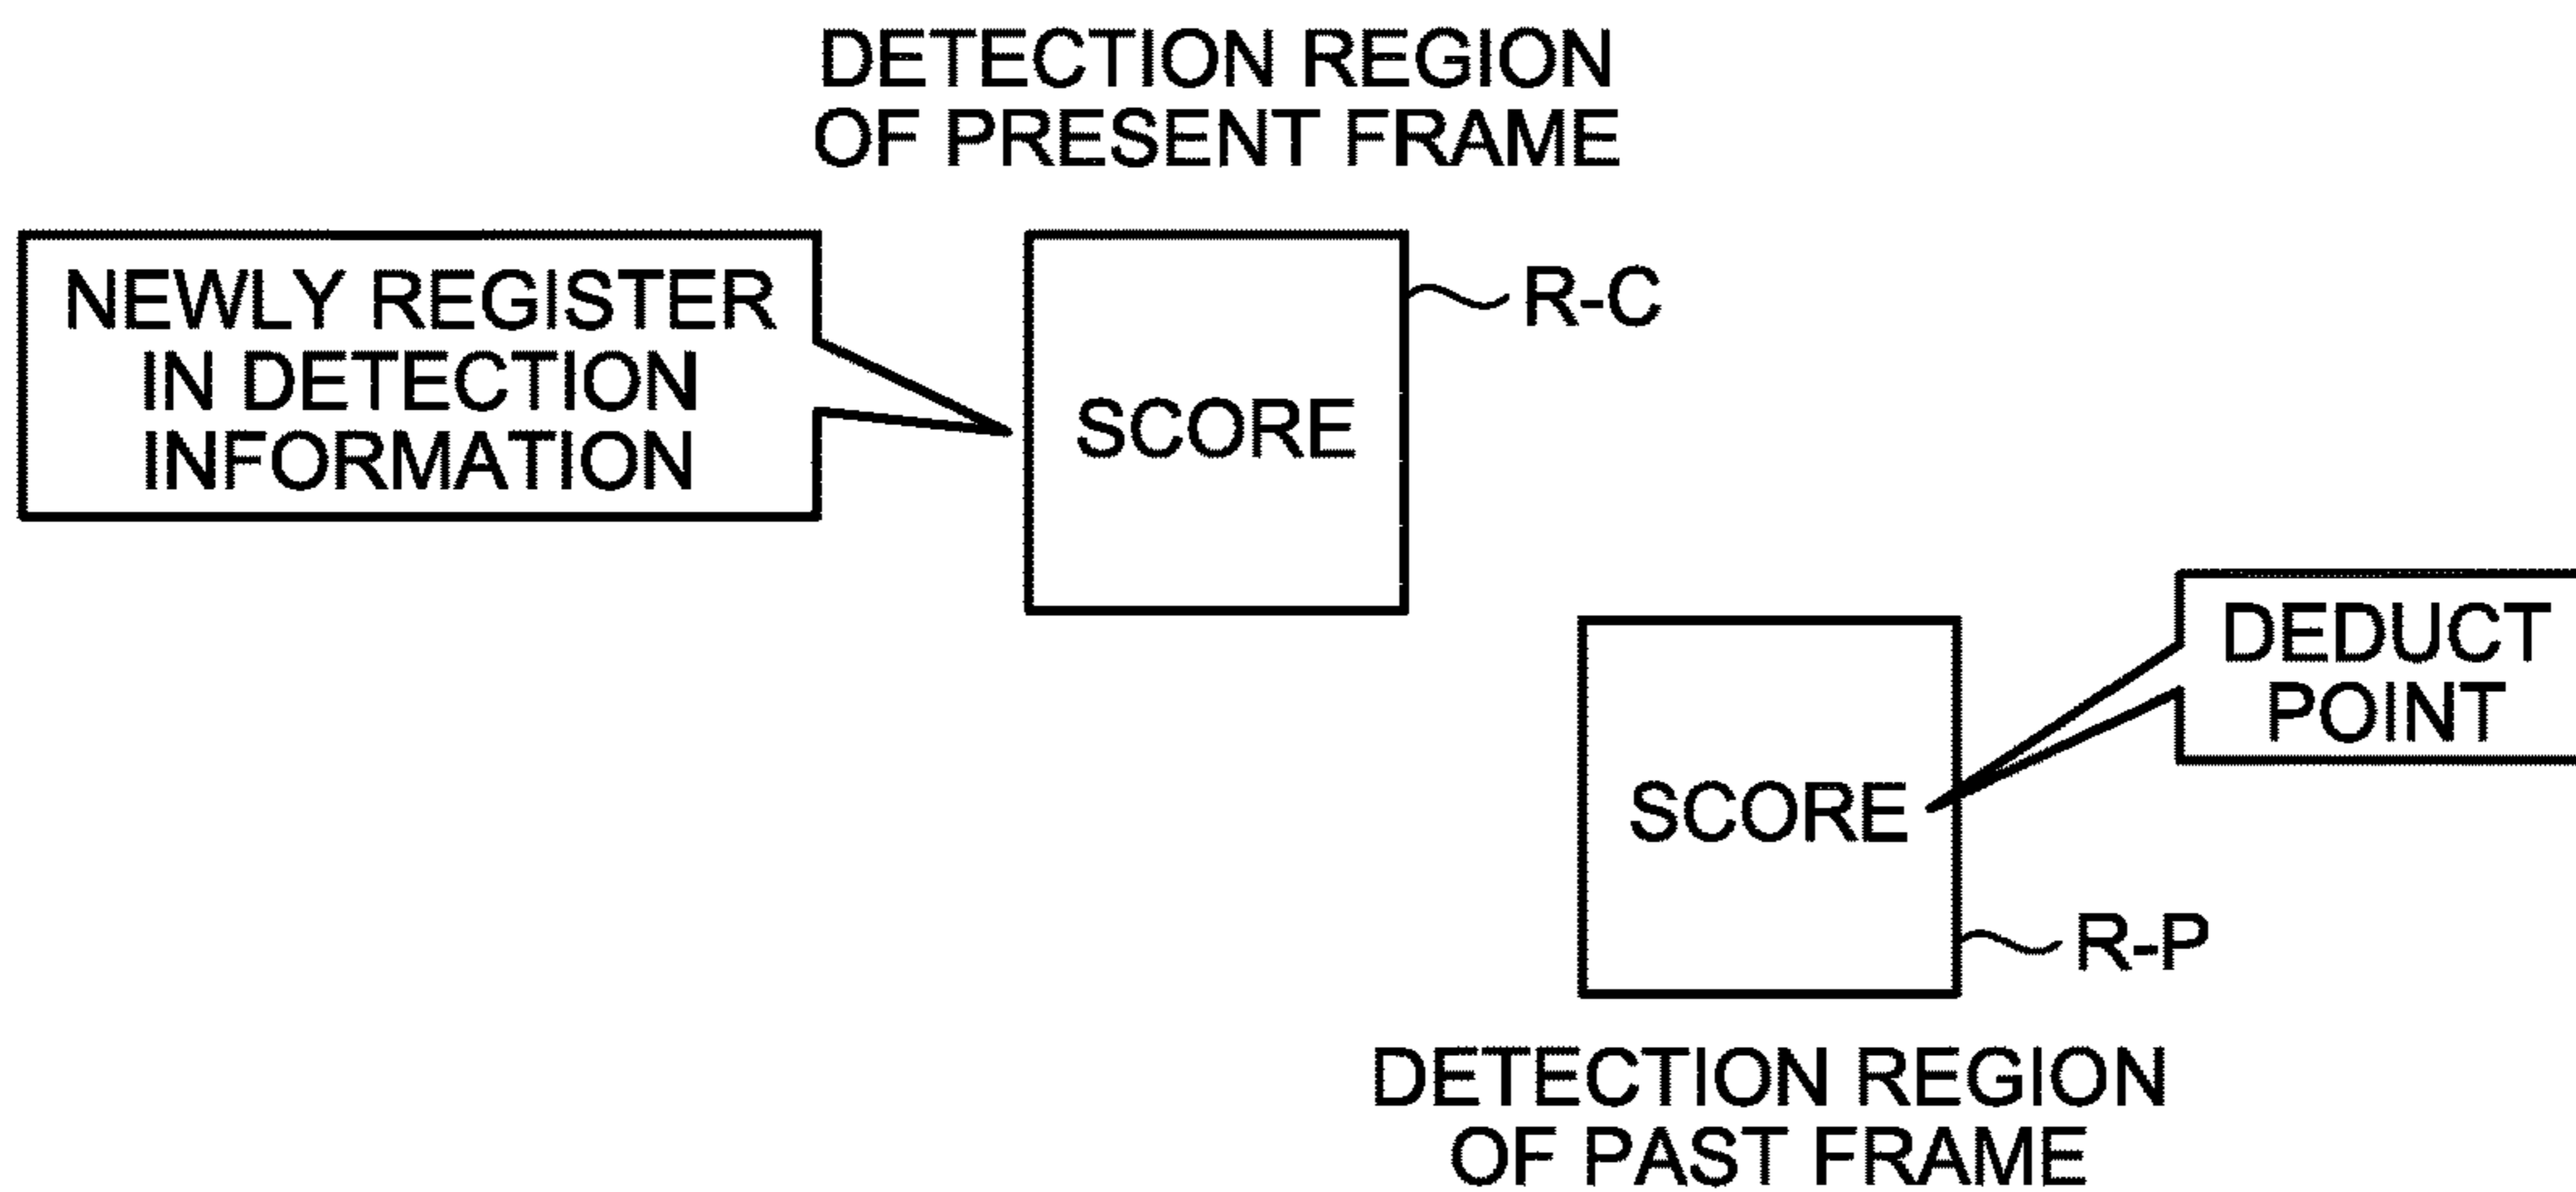 DETECTION REGION
OF PRESENT FRAME
NEWLY REGISTER
IN DETECTION
INFORMATION
SCORE
R-C
DEDUCT
POINT
SCORE
R-P
DETECTION REGION
OF PAST FRAME